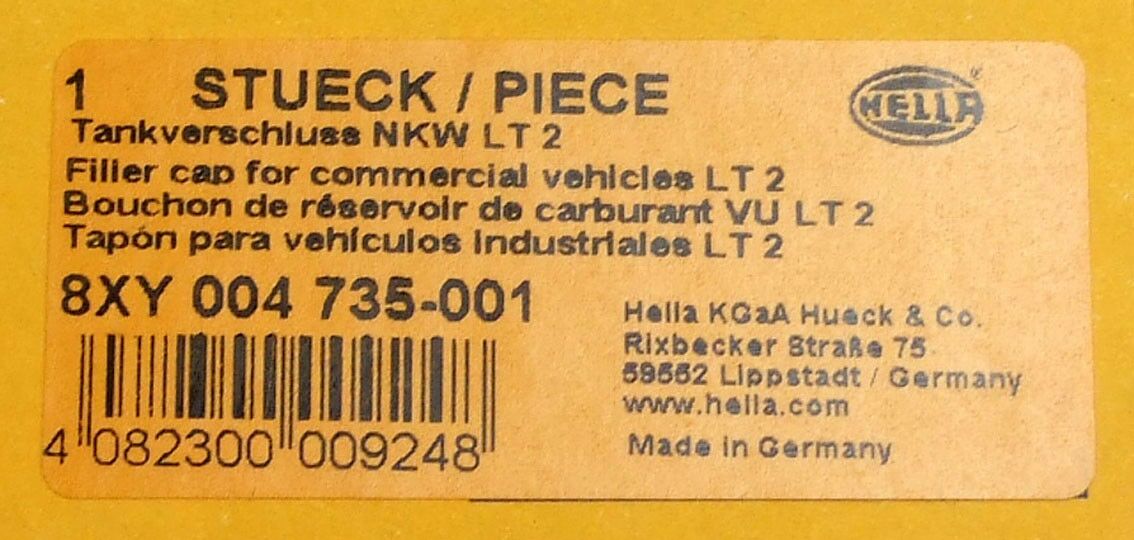 1 STUECK / PIECE
HELLA®
Tankverschluss NKW LT 2
Filler cap for commercial vehicles LT 2
Bouchon de réservoir de carburant VU LT 2
Tapón para vehículos industriales LT 2
8XY 004 735-001
4 082300 009248
Hella KGaA Hueck & Co.
Rixbecker Straße 75
59552 Lippstadt / Germany
www.hella.com
Made in Germany